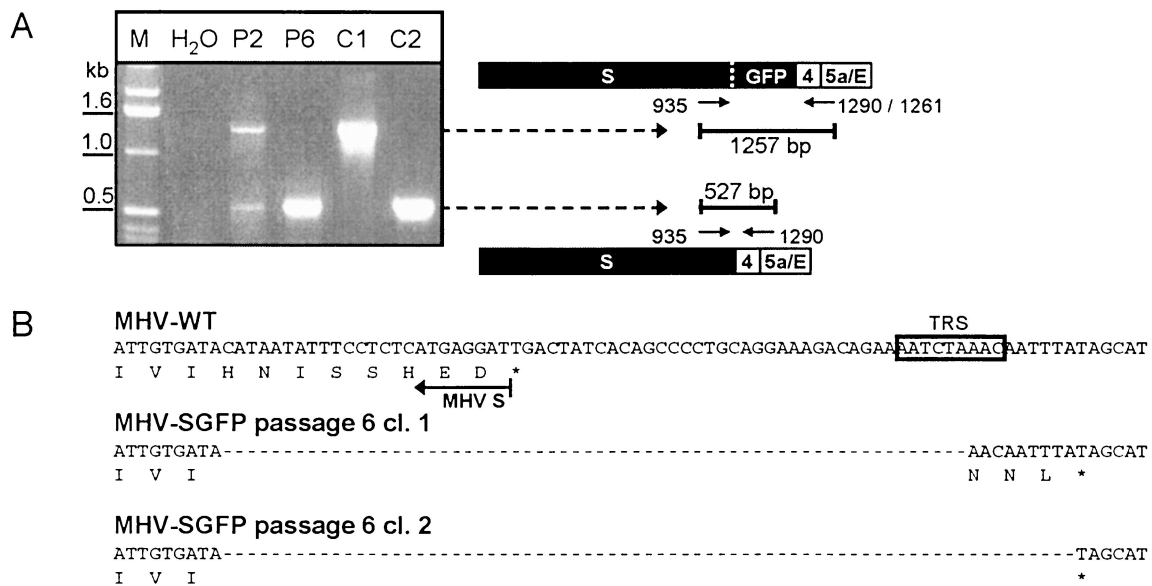 A
M H₂O P2 P6 C1 C2
kb
1.6
1.0
0.5
S GFP 4 5a/E
935 1290 / 1261
1257 bp
527 bp
935 1290
S 4 5a/E
B
MHV-WT
TRS
ATTGTGATACATAATATTTCCTCTCATGAGGATTGACTATCACAGCCCCTGCAGGAAAGACAGAAAATCTAAACAATTTATAGCAT
I V I H N I S S H E D *
MHV S
MHV-SGFP passage 6 cl. 1
ATTGTGATA--------------------------------------------------------------AACAATTTATAGCAT
I V I N N L *
MHV-SGFP passage 6 cl. 2
ATTGTGATA-----------------------------------------------------------------------TAGCAT
I V I *